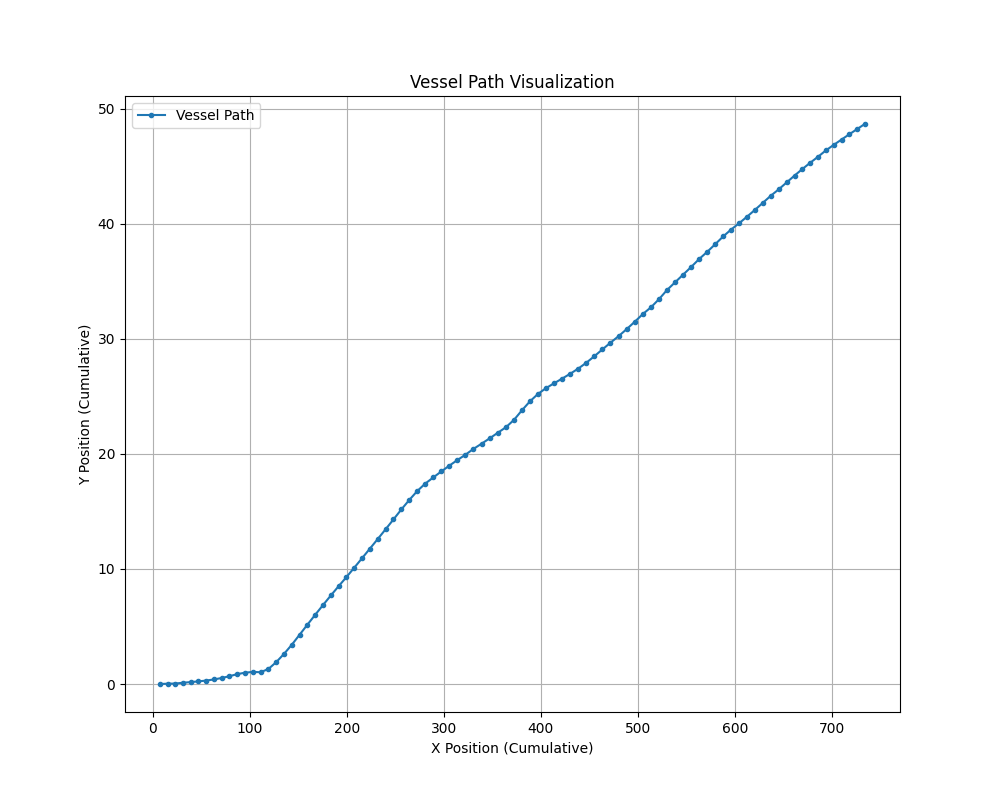 Vessel Path Visualization
Vessel Path
50
40
30
20
10
0
Y Position (Cumulative)
0 100 200 300 400 500 600 700
X Position (Cumulative)